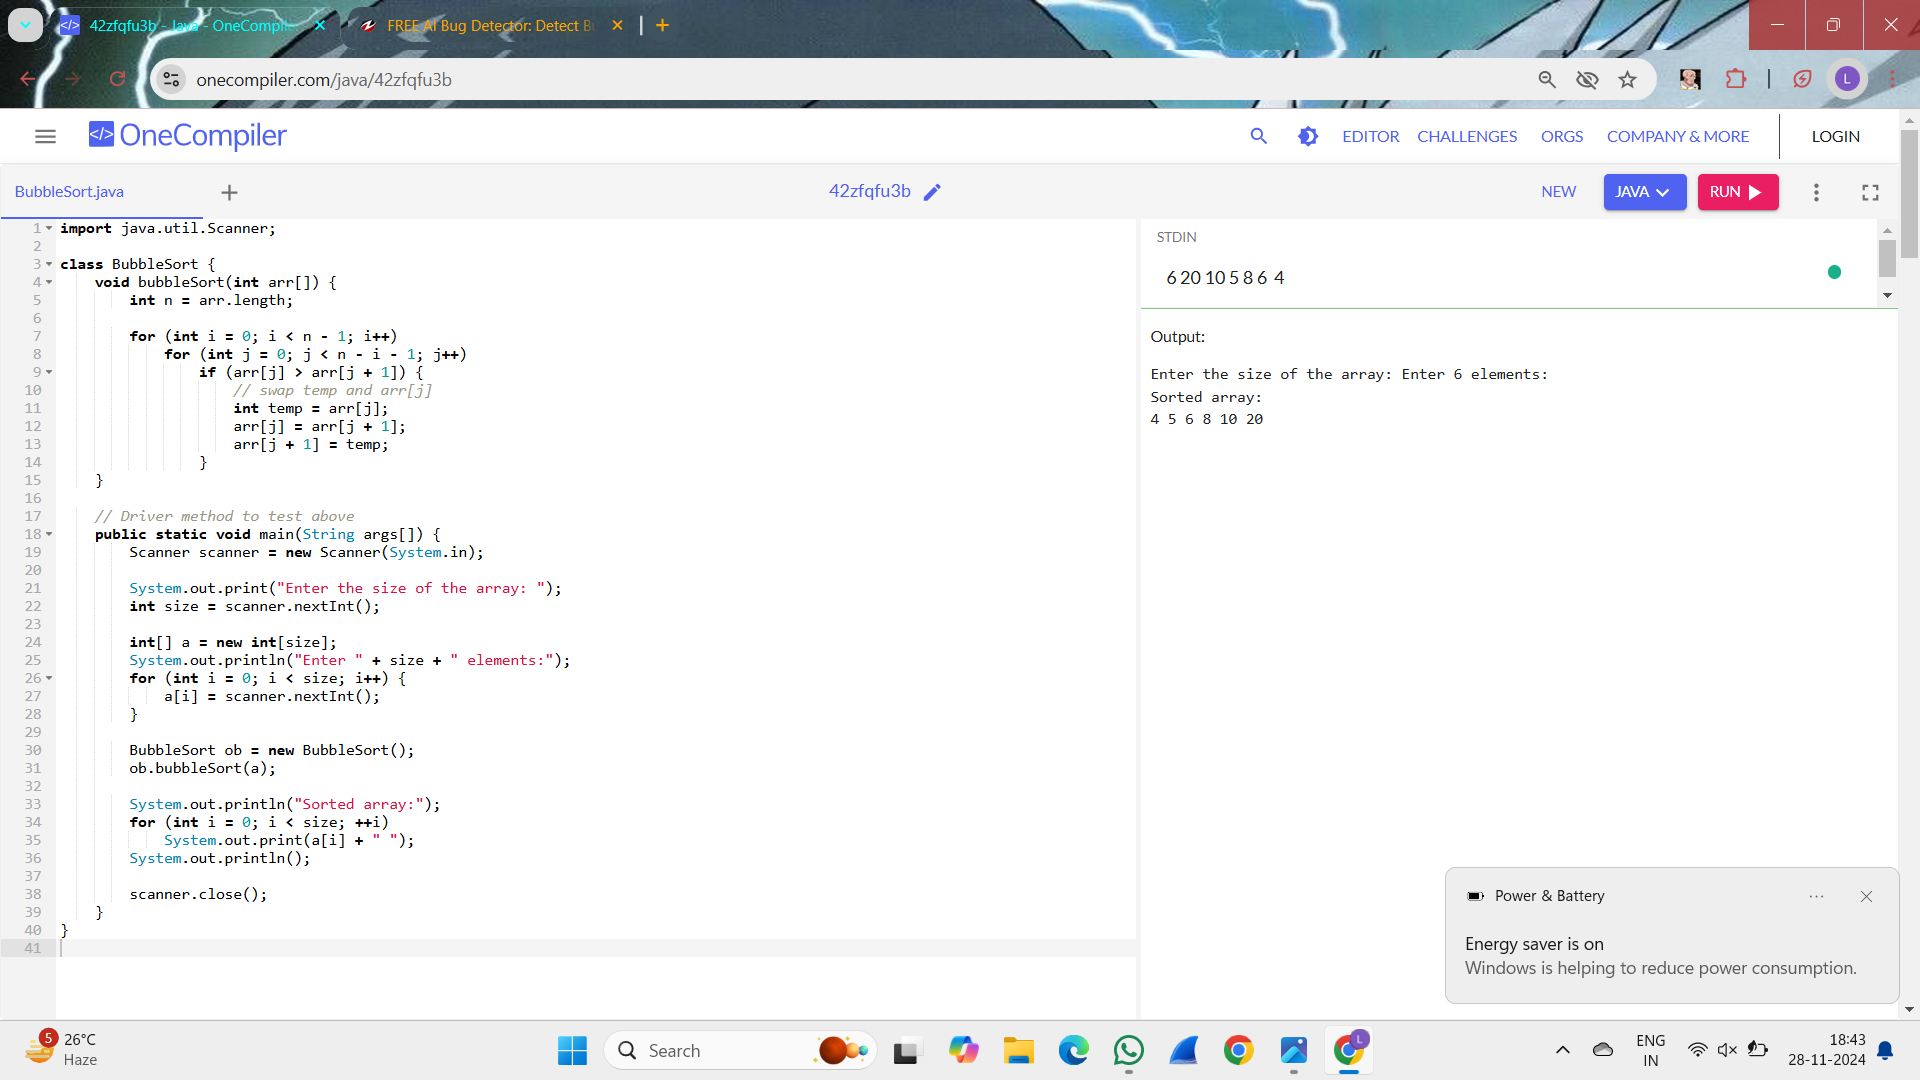 42zfqfu3b - Java - OneCompile
FREE AI Bug Detector: Detect B
onecompiler.com/java/42zfqfu3b
L
</> OneCompiler
EDITOR CHALLENGES ORGS COMPANY & MORE LOGIN
BubbleSort.java
42zfqfu3b
NEW JAVA RUN
1 import java.util.Scanner;
2
3 class BubbleSort {
4 void bubbleSort(int arr[]) {
5 int n = arr.length;
6
7 for (int i = 0; i < n - 1; i++)
8 for (int j = 0; j < n - i - 1; j++)
9 if (arr[j] > arr[j + 1]) {
10 // swap temp and arr[j]
11 int temp = arr[j];
12 arr[j] = arr[j + 1];
13 arr[j + 1] = temp;
14 }
15 }
16
17 // Driver method to test above
18 public static void main(String args[]) {
19 Scanner scanner = new Scanner(System.in);
20
21 System.out.print("Enter the size of the array: ");
22 int size = scanner.nextInt();
23
24 int[] a = new int[size];
25 System.out.println("Enter " + size + " elements:");
26 for (int i = 0; i < size; i++) {
27 a[i] = scanner.nextInt();
28 }
29
30 BubbleSort ob = new BubbleSort();
31 ob.bubbleSort(a);
32
33 System.out.println("Sorted array:");
34 for (int i = 0; i < size; ++i)
35 System.out.print(a[i] + " ");
36 System.out.println();
37
38 scanner.close();
39 }
40 }
41
STDIN
6 20 10 5 8 6 4
Output:
Enter the size of the array: Enter 6 elements:
Sorted array:
4 5 6 8 10 20
Power & Battery
Energy saver is on
Windows is helping to reduce power consumption.
5
26°C
Haze
Search
L
ENG
IN
18:43
28-11-2024